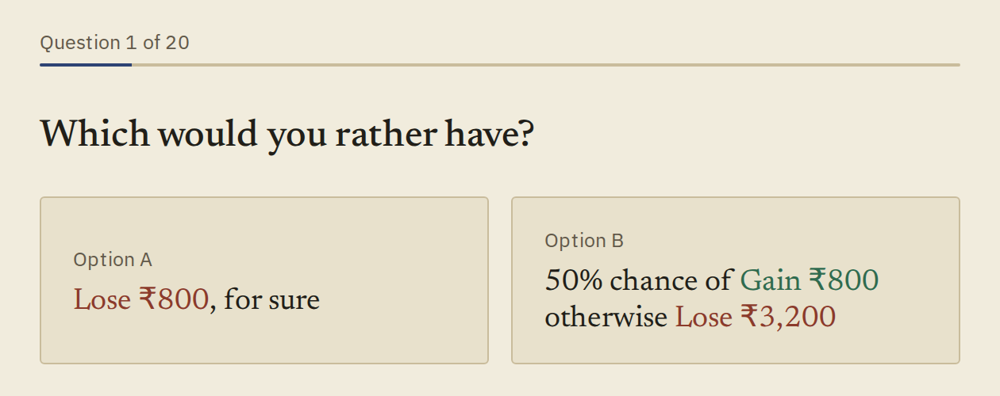 Question 1 of 20
Which would you rather have?
Option A
Lose ₹800, for sure
Option B
50% chance of Gain ₹800
otherwise Lose ₹3,200